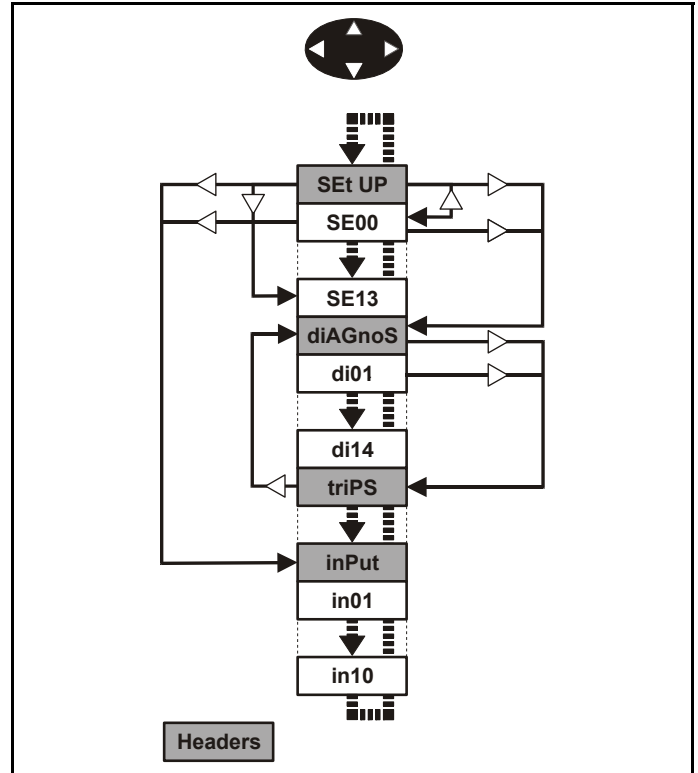 SEt UP
SE00
SE13
diAGnoS
di01
di14
triPS
inPut
in01
in10
Headers